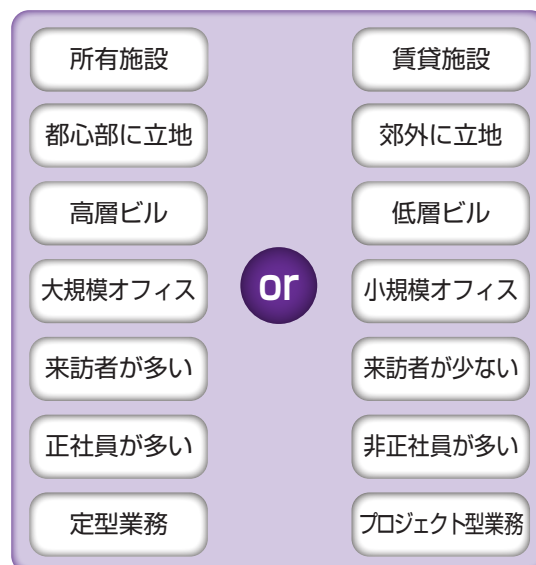 所有施設
賃貸施設
都心部に立地
郊外に立地
高層ビル
低層ビル
大規模オフィス
or
小規模オフィス
来訪者が多い
来訪者が少ない
正社員が多い
非正社員が多い
定型業務
プロジェクト型業務